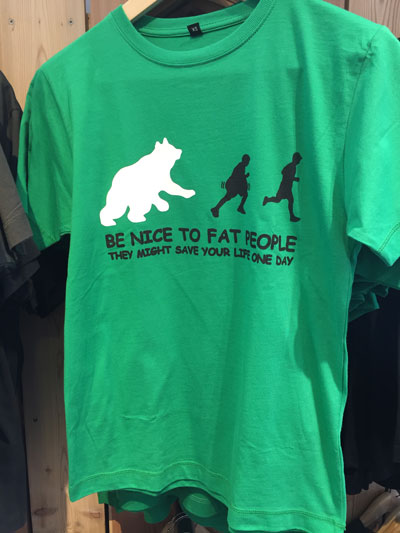 BE NICE TO FAT PEOPLE
THEY MIGHT SAVE YOUR LIFE ONE DAY